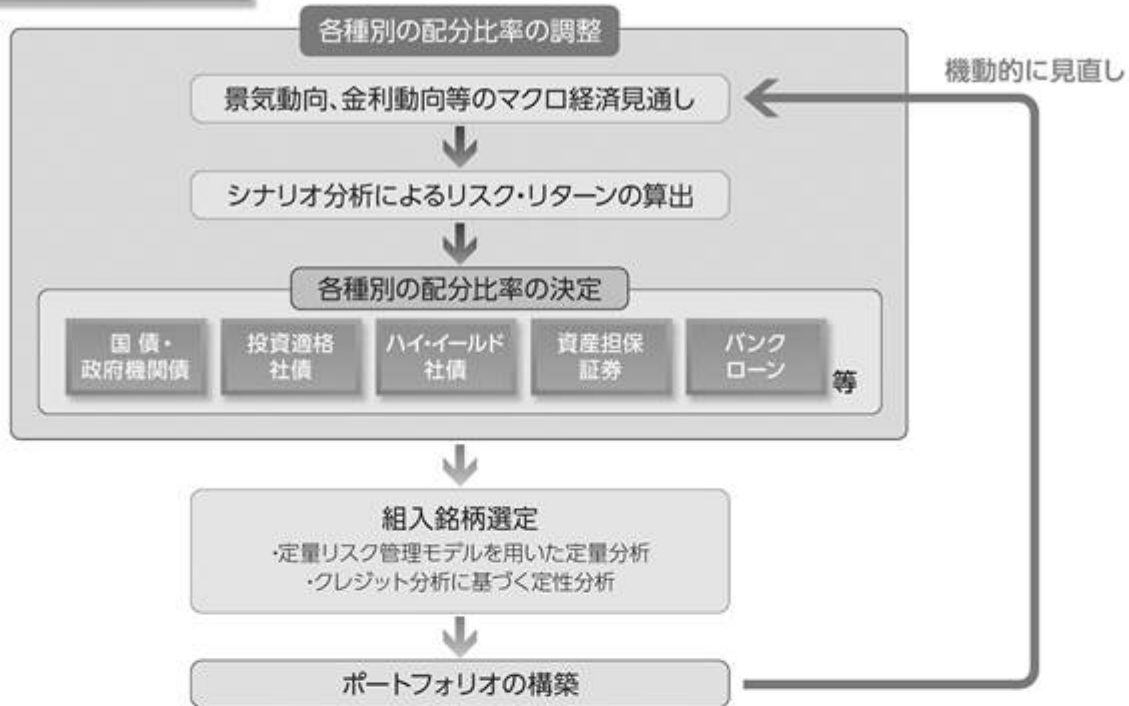 各種別の配分比率の調整
機動的に見直し
景気動向、金利動向等のマクロ経済見通し
シナリオ分析によるリスク・リターンの算出
各種別の配分比率の決定
国債・
政府機関債
投資適格
社債
ハイ・イールド
社債
資産担保
証券
バンク
ローン
等
組入銘柄選定
・定量リスク管理モデルを用いた定量分析
・クレジット分析に基づく定性分析
ポートフォリオの構築